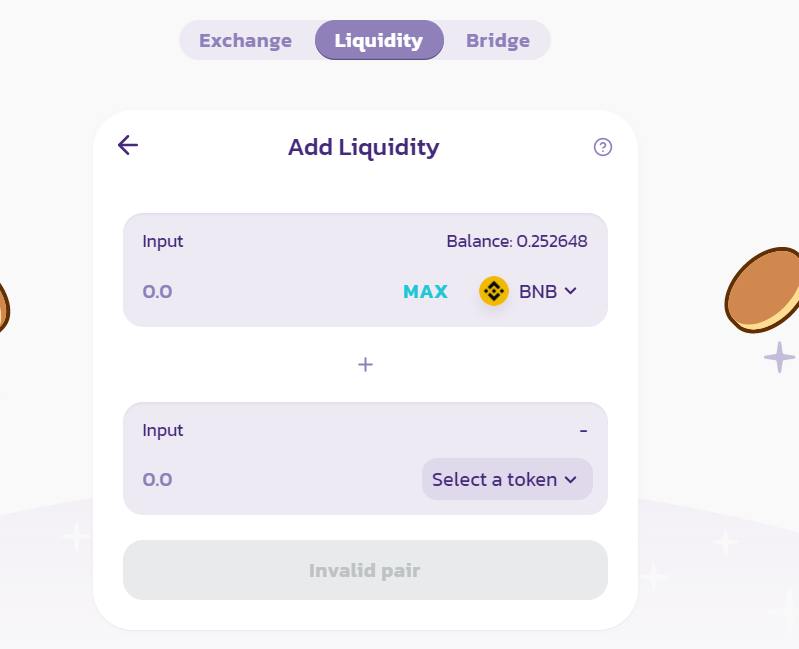 Exchange Liquidity Bridge
Add Liquidity
Input Balance: 0.252648
0.0 MAX BNB
+
Input -
0.0 Select a token
Invalid pair